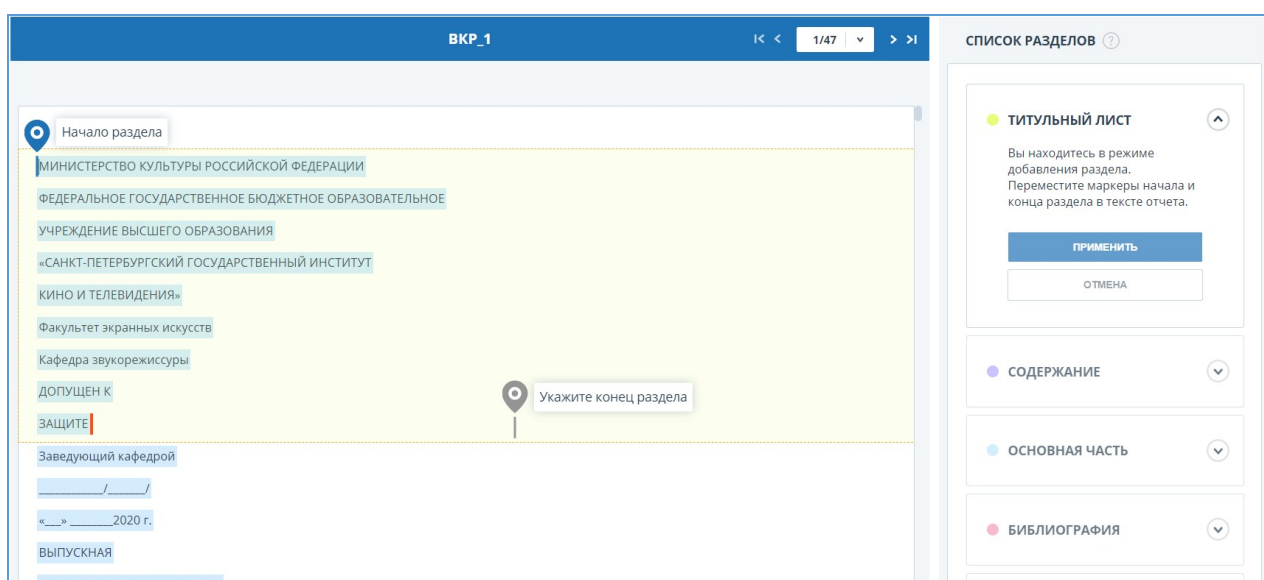 ВКР_1
1/47
СПИСОК РАЗДЕЛОВ ?
Начало раздела
МИНИСТЕРСТВО КУЛЬТУРЫ РОССИЙСКОЙ ФЕДЕРАЦИИ
ФЕДЕРАЛЬНОЕ ГОСУДАРСТВЕННОЕ БЮДЖЕТНОЕ ОБРАЗОВАТЕЛЬНОЕ
УЧРЕЖДЕНИЕ ВЫСШЕГО ОБРАЗОВАНИЯ
«САНКТ-ПЕТЕРБУРГСКИЙ ГОСУДАРСТВЕННЫЙ ИНСТИТУТ
КИНО И ТЕЛЕВИДЕНИЯ»
Факультет экранных искусств
Кафедра звукорежиссуры
ДОПУЩЕН К
Укажите конец раздела
ЗАЩИТЕ
Заведующий кафедрой
____________/_______/
«___» ________2020 г.
ВЫПУСКНАЯ
ТИТУЛЬНЫЙ ЛИСТ
Вы находитесь в режиме
добавления раздела.
Переместите маркеры начала и
конца раздела в тексте отчета.
ПРИМЕНИТЬ
ОТМЕНА
СОДЕРЖАНИЕ
ОСНОВНАЯ ЧАСТЬ
БИБЛИОГРАФИЯ